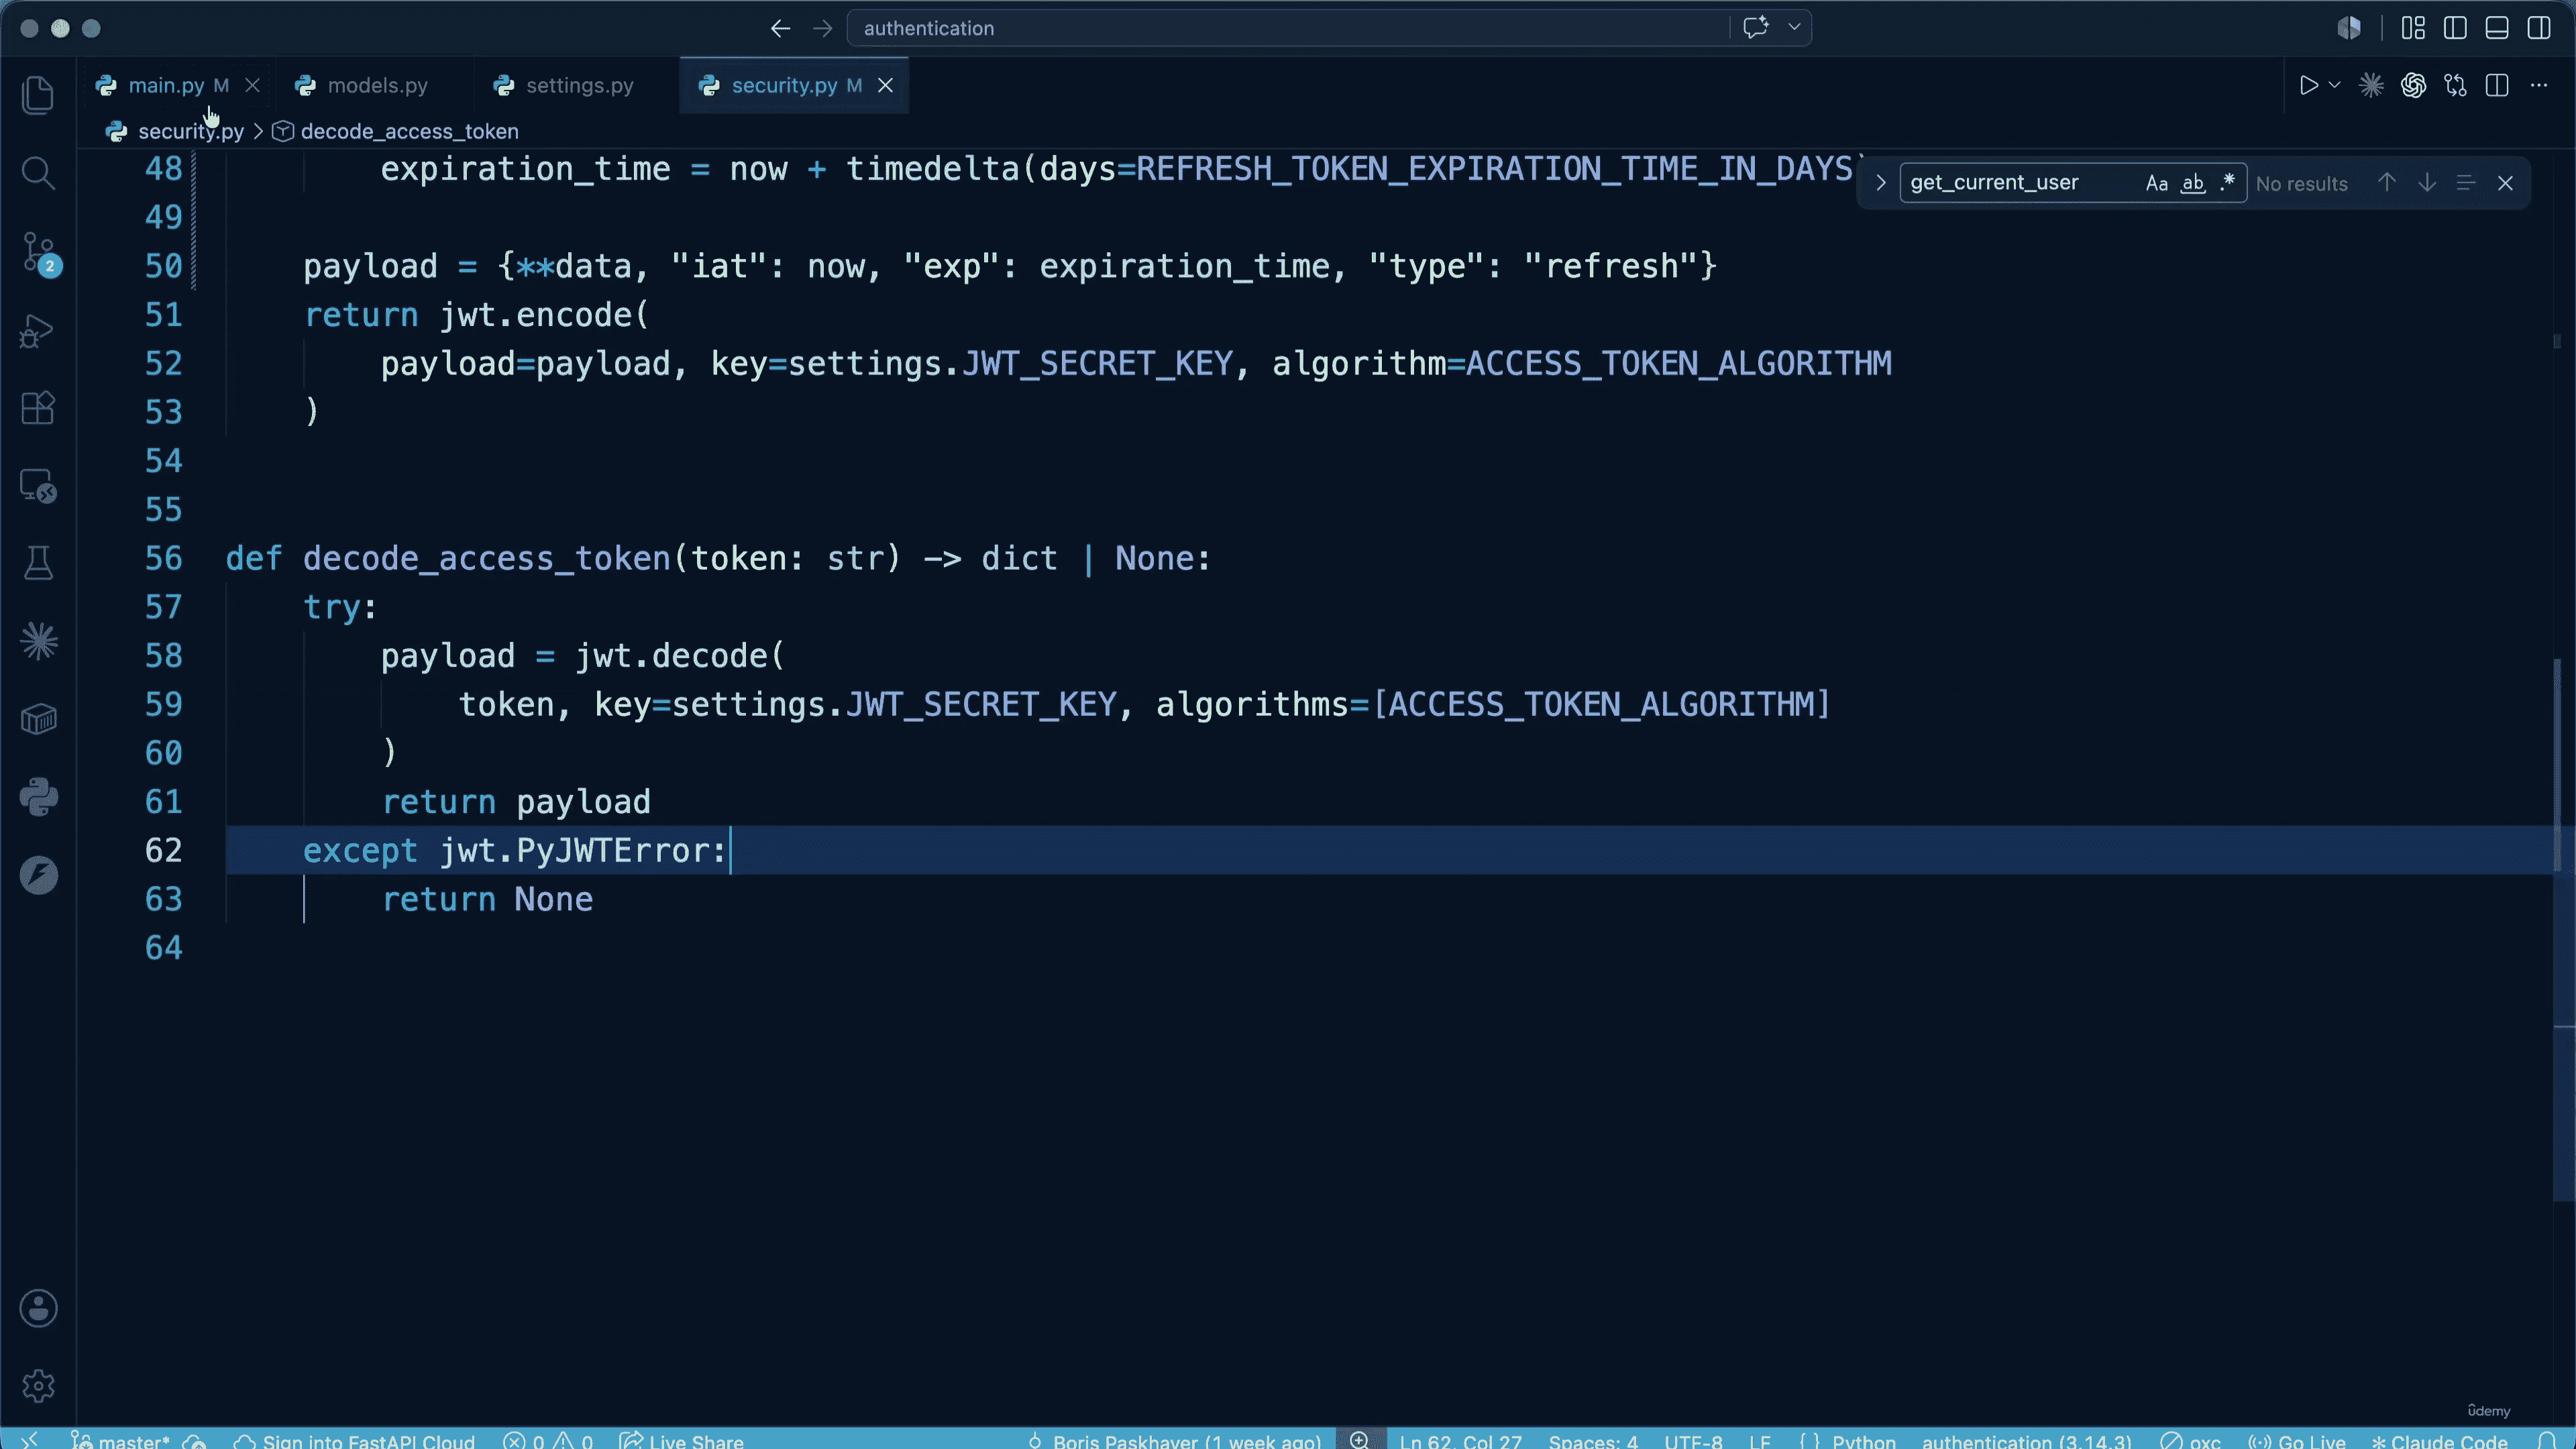 authentication
main.py M
models.py
settings.py
security.py M
security.py > decode_access_token
get_current_user Aa ab .* No results
48 expiration_time = now + timedelta(days=REFRESH_TOKEN_EXPIRATION_TIME_IN_DAYS)
49
50 payload = {**data, "iat": now, "exp": expiration_time, "type": "refresh"}
51 return jwt.encode(
52 payload=payload, key=settings.JWT_SECRET_KEY, algorithm=ACCESS_TOKEN_ALGORITHM
53 )
54
55
56 def decode_access_token(token: str) -> dict | None:
57 try:
58 payload = jwt.decode(
59 token, key=settings.JWT_SECRET_KEY, algorithms=[ACCESS_TOKEN_ALGORITHM]
60 )
61 return payload
62 except jwt.PyJWTError:
63 return None
64
2
ûdemy
master* Sign into FastAPI Cloud 0 0 Live Share Boris Paskhaver (1 week ago) Ln 62, Col 27 Spaces: 4 UTF-8 LF { } Python authentication (3.14.3) oxc Go Live Claude Code